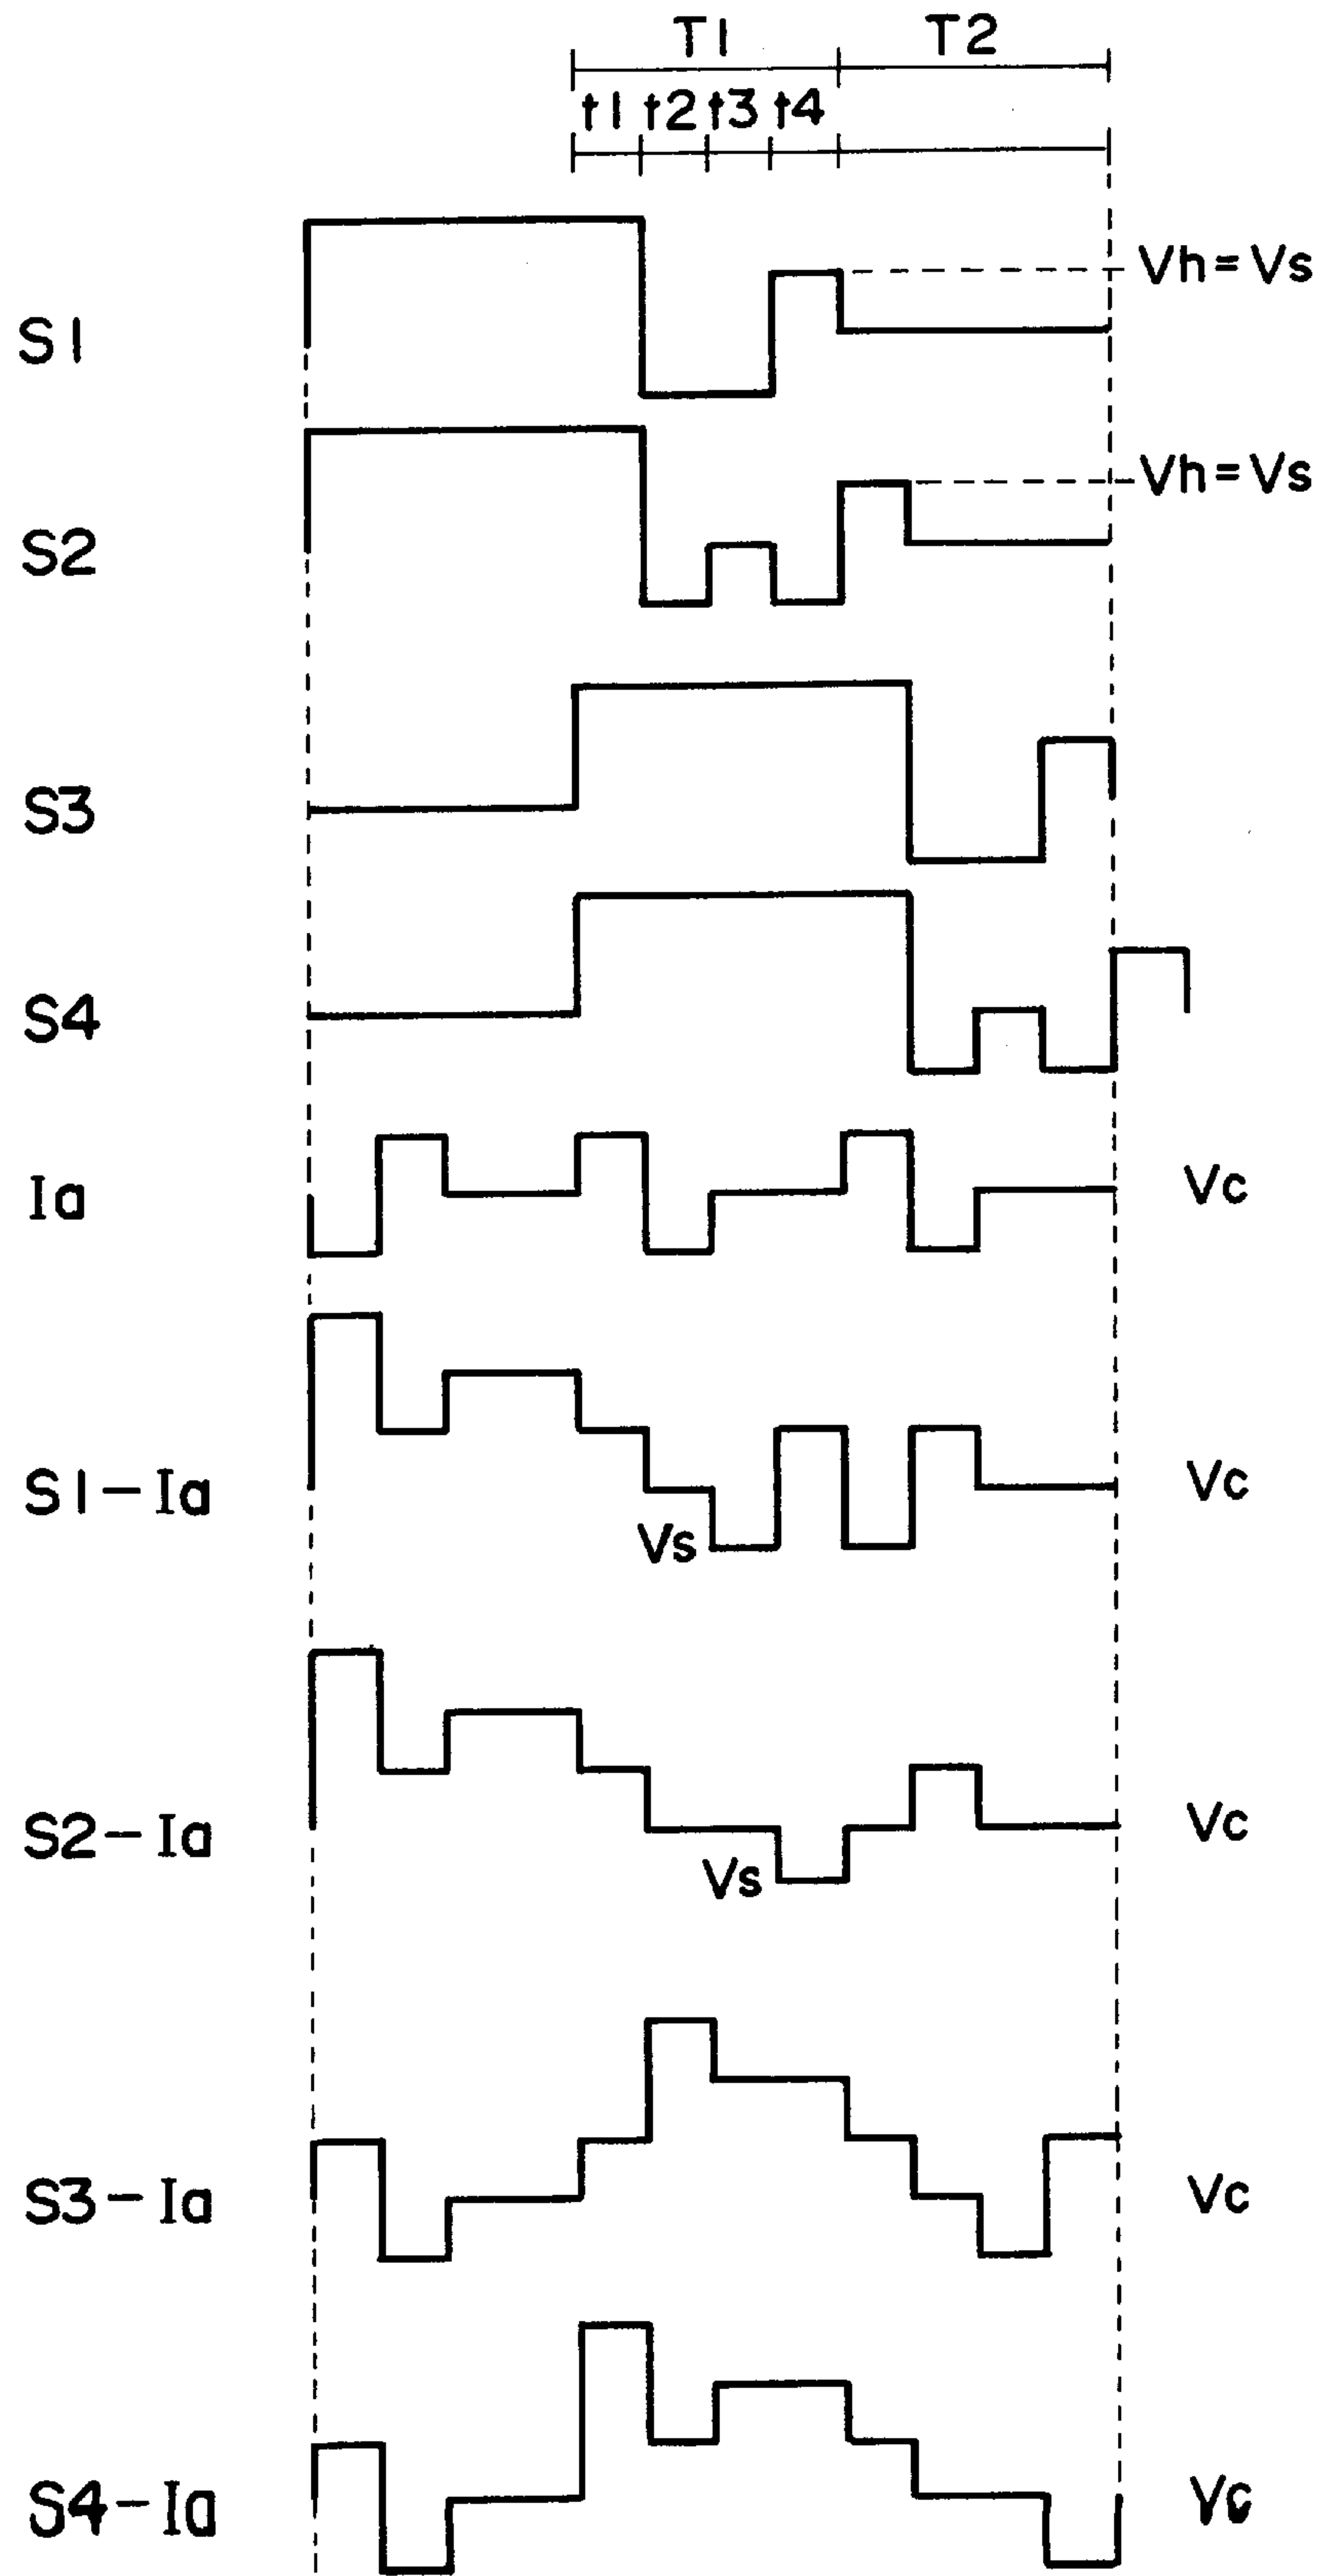 T1 T2
t1 t2 t3 t4
Vh=Vs
S1
Vh=Vs
S2
S3
S4
Ia Vc
S1-Ia Vc
Vs
S2-Ia Vc
Vs
S3-Ia Vc
S4-Ia Vc